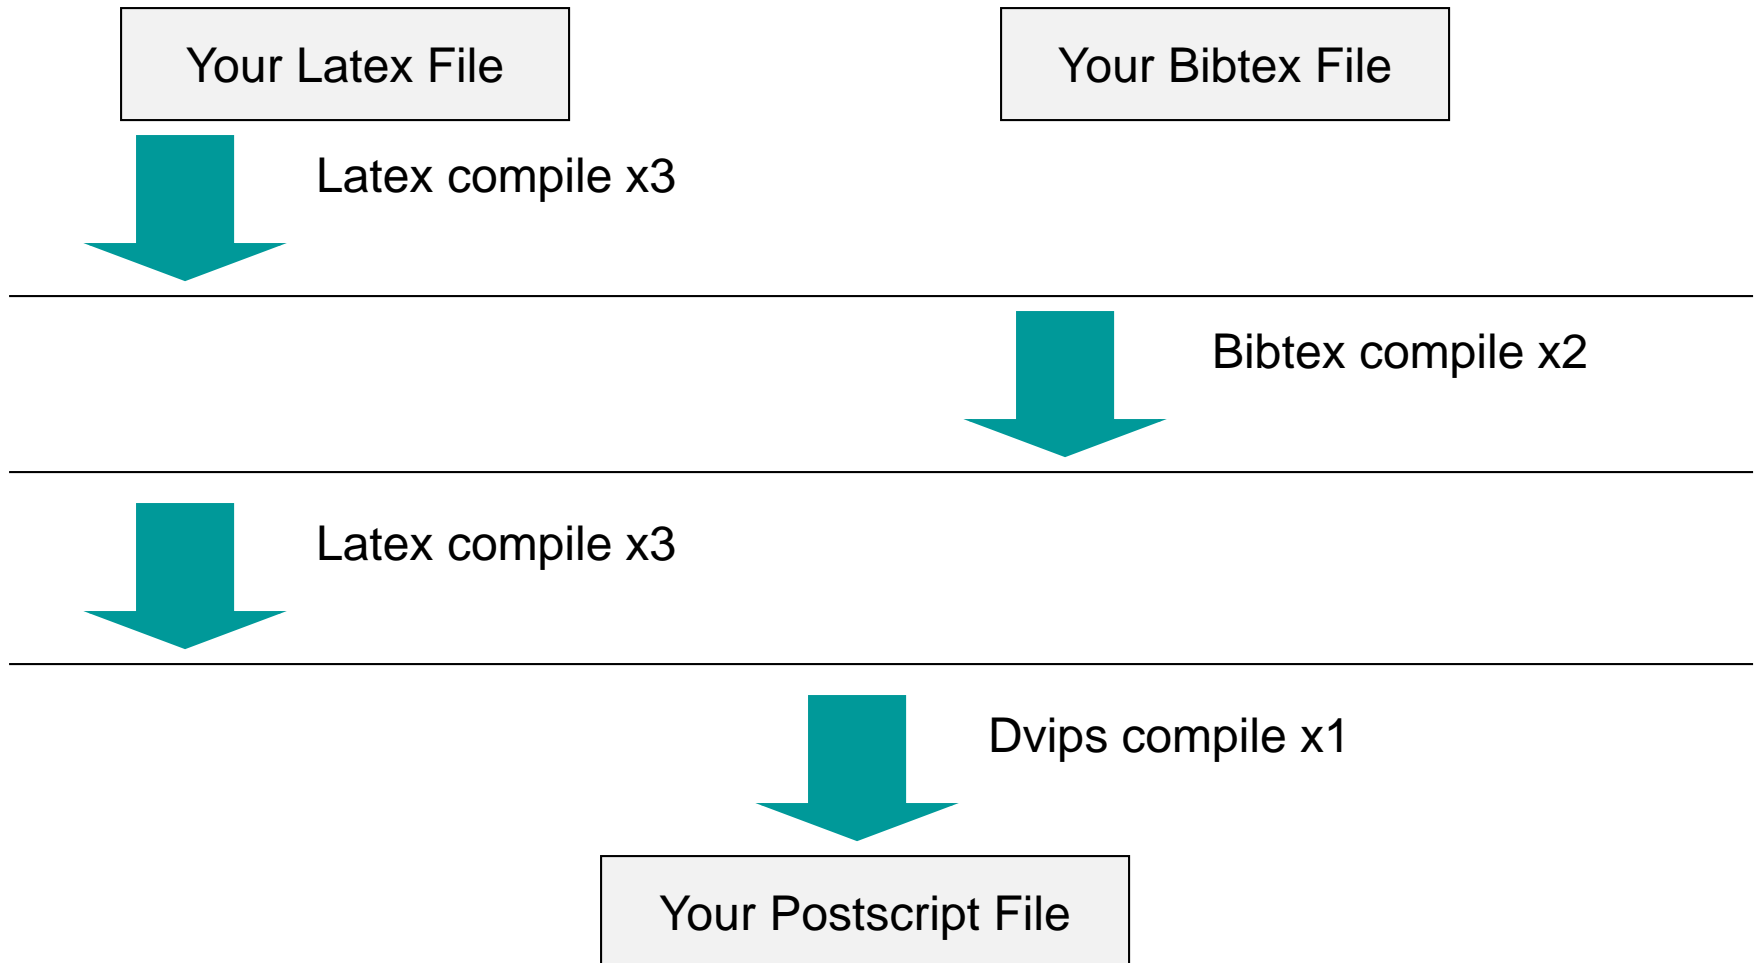 Your Latex File
Your Bibtex File
Latex compile x3
Bibtex compile x2
Latex compile x3
Dvips compile x1
Your Postscript File